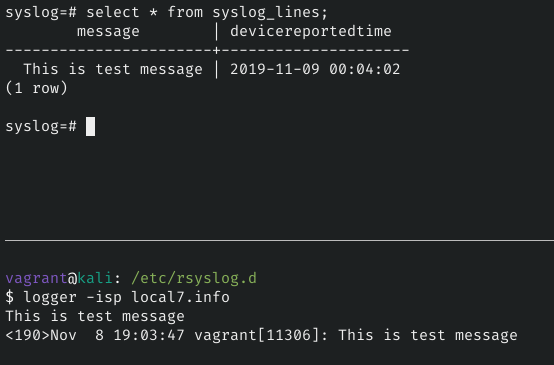 syslog=# select * from syslog_lines;
        message        | devicereportedtime
-----------------------+---------------------
  This is test message | 2019-11-09 00:04:02
(1 row)
syslog=#
vagrant@kali: /etc/rsyslog.d
$ logger -isp local7.info
This is test message
<190>Nov  8 19:03:47 vagrant[11306]: This is test message